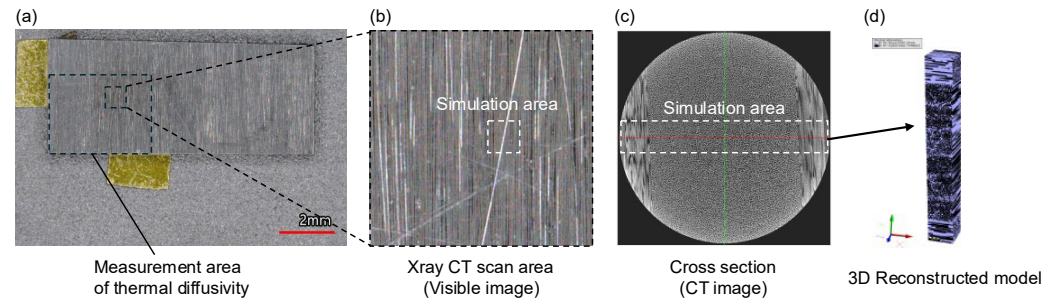 (a)
(b)
(c)
(d)
Simulation area
Simulation area
2mm
Measurement area
of thermal diffusivity
Xray CT scan area
(Visible image)
Cross section
(CT image)
3D Reconstructed model